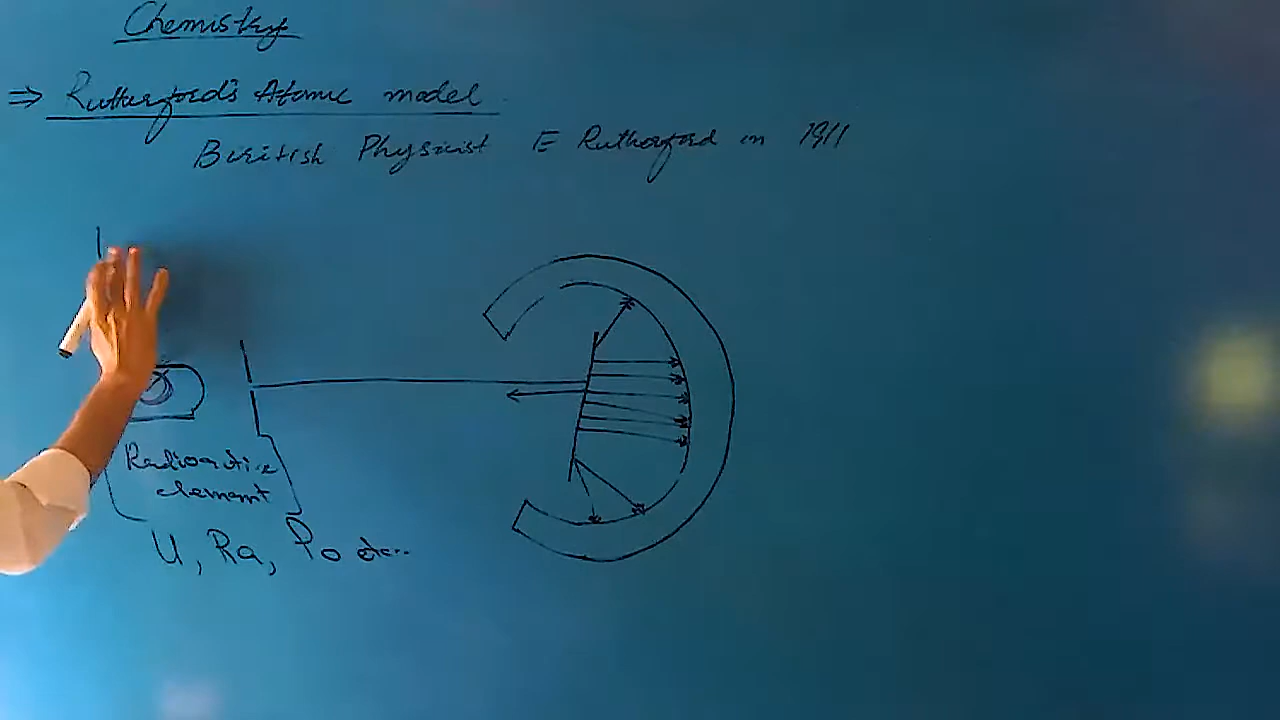 Chemistry
⇒ Rutherford's Atomic model
British Physicist E Rutherford in 1911
Radioactive
element
U, Ra, Po etc..